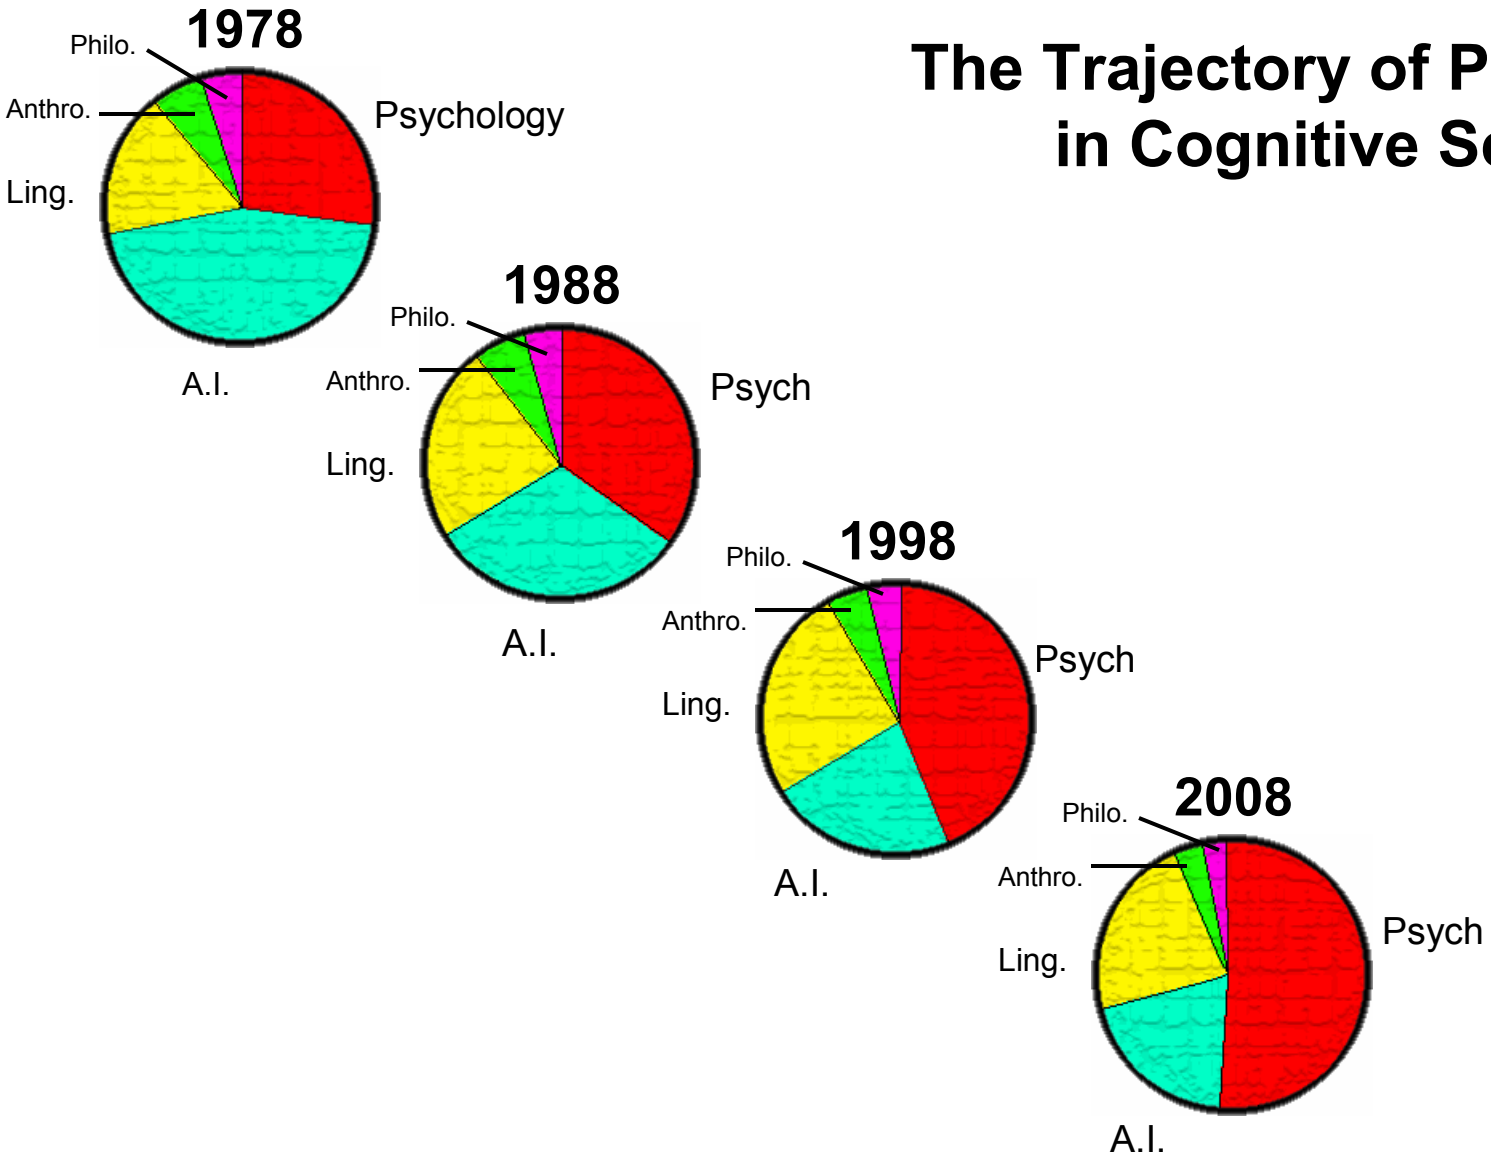 The Trajectory of P
in Cognitive S
1978
Philo.
Anthro.
Psychology
Ling.
A.I.
1988
Philo.
Anthro.
Psych
Ling.
A.I.
1998
Philo.
Anthro.
Psych
Ling.
A.I.
2008
Philo.
Anthro.
Psych
Ling.
A.I.